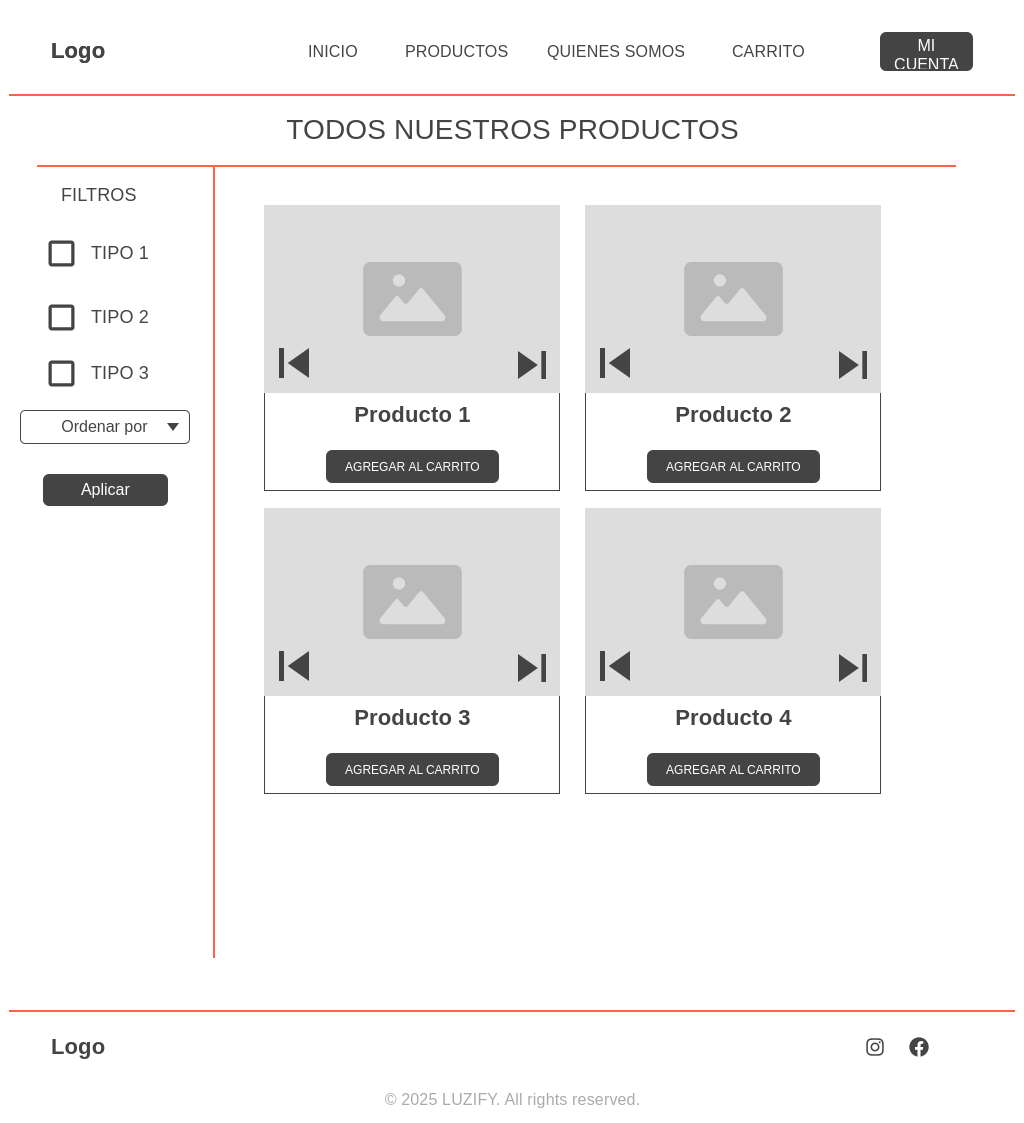 Logo
INICIO
PRODUCTOS
QUIENES SOMOS
CARRITO
MI
CUENTA
TODOS NUESTROS PRODUCTOS
FILTROS
TIPO 1
TIPO 2
TIPO 3
Ordenar por
Aplicar
Producto 1
AGREGAR AL CARRITO
Producto 2
AGREGAR AL CARRITO
Producto 3
AGREGAR AL CARRITO
Producto 4
AGREGAR AL CARRITO
Logo
© 2025 LUZIFY. All rights reserved.